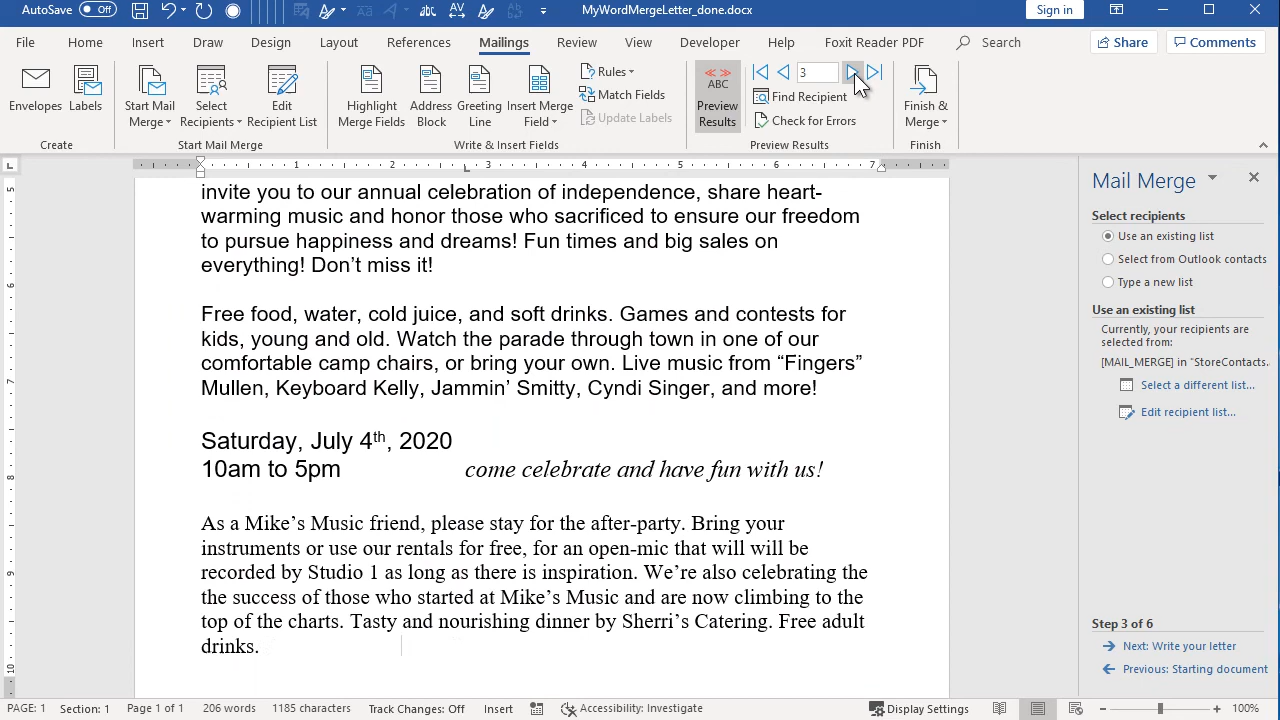 AutoSave Off MyWordMergeLetter_done.docx Sign in
File Home Insert Draw Design Layout References Mailings Review View Developer Help Foxit Reader PDF Search Share Comments
Envelopes Labels
Create
Start Mail Merge Select Recipients Edit Recipient List
Start Mail Merge
Highlight Merge Fields Address Block Greeting Line Insert Merge Field
Rules
Match Fields
Update Labels
Write & Insert Fields
ABC
Preview Results
3
Find Recipient
Check for Errors
Preview Results
Finish & Merge
Finish
1 2 3 4 5 6 7
5
6
7
8
9
10
invite you to our annual celebration of independence, share heart-
warming music and honor those who sacrificed to ensure our freedom
to pursue happiness and dreams! Fun times and big sales on
everything! Don’t miss it!
Free food, water, cold juice, and soft drinks. Games and contests for
kids, young and old. Watch the parade through town in one of our
comfortable camp chairs, or bring your own. Live music from “Fingers”
Mullen, Keyboard Kelly, Jammin’ Smitty, Cyndi Singer, and more!
Saturday, July 4th, 2020
10am to 5pm come celebrate and have fun with us!
As a Mike’s Music friend, please stay for the after-party. Bring your
instruments or use our rentals for free, for an open-mic that will will be
recorded by Studio 1 as long as there is inspiration. We’re also celebrating the
the success of those who started at Mike’s Music and are now climbing to the
top of the charts. Tasty and nourishing dinner by Sherri’s Catering. Free adult
drinks.
Mail Merge
Select recipients
Use an existing list
Select from Outlook contacts
Type a new list
Use an existing list
Currently, your recipients are
selected from:
[MAIL_MERGE] in "StoreContacts.
Select a different list...
Edit recipient list...
Step 3 of 6
Next: Write your letter
Previous: Starting document
PAGE: 1 Section: 1 Page 1 of 1 206 words 1185 characters Track Changes: Off Insert Accessibility: Investigate Display Settings 100%